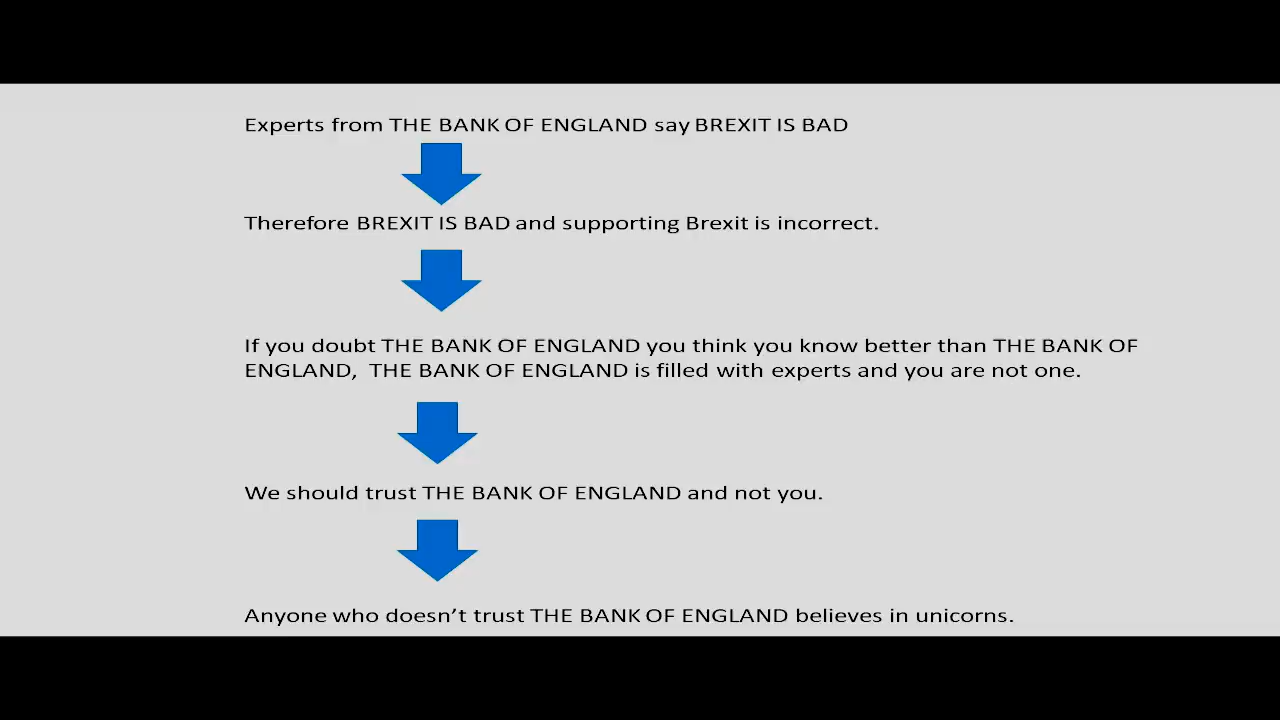 Experts from THE BANK OF ENGLAND say BREXIT IS BAD
Therefore BREXIT IS BAD and supporting Brexit is incorrect.
If you doubt THE BANK OF ENGLAND you think you know better than THE BANK OF
ENGLAND,  THE BANK OF ENGLAND is filled with experts and you are not one.
We should trust THE BANK OF ENGLAND and not you.
Anyone who doesn’t trust THE BANK OF ENGLAND believes in unicorns.